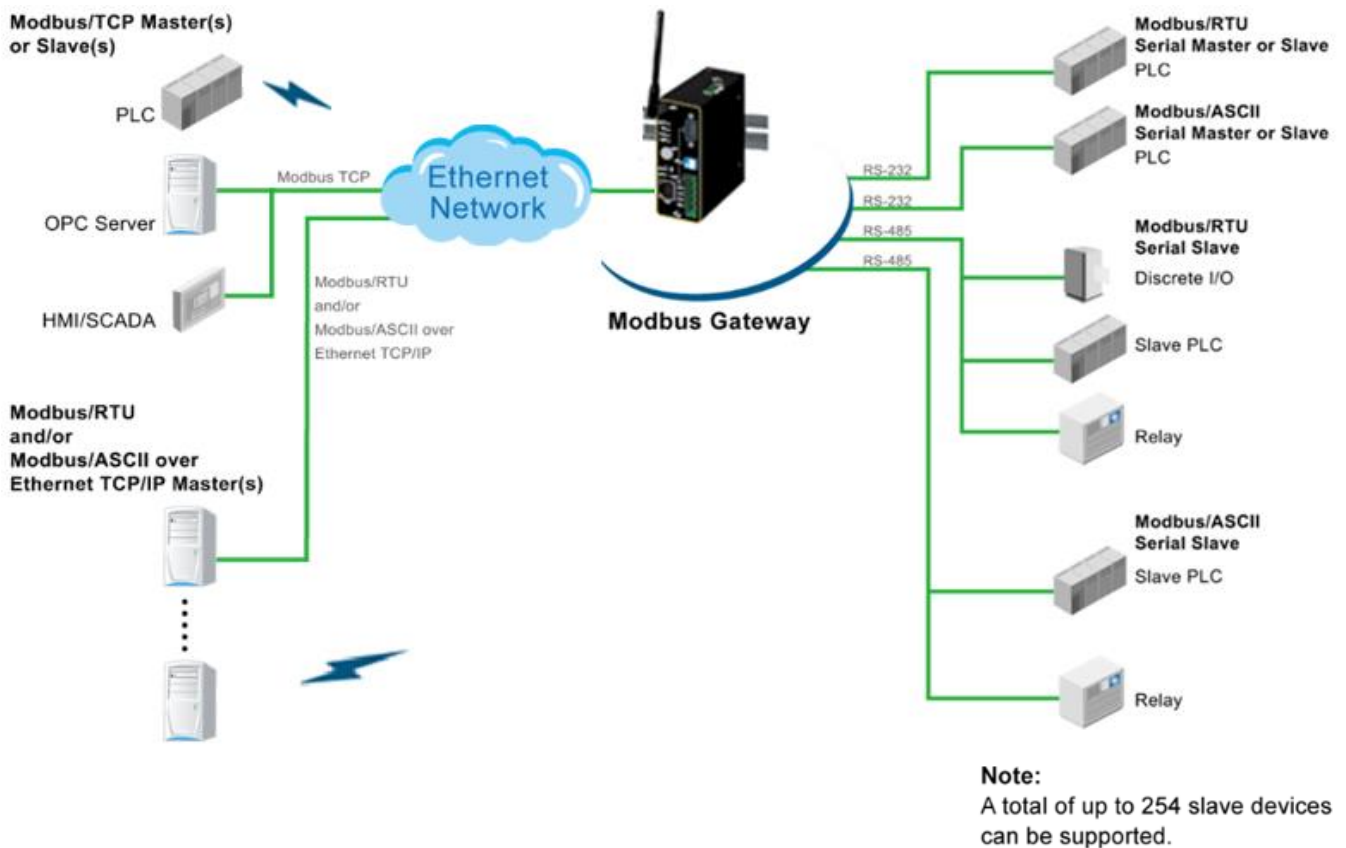 Modbus/TCP Master(s)
or Slave(s)
PLC
OPC Server
HMI/SCADA
Modbus TCP
Ethernet
Network
Modbus/RTU
and/or
Modbus/ASCII over
Ethernet TCP/IP
Modbus/RTU
and/or
Modbus/ASCII over
Ethernet TCP/IP Master(s)
Modbus Gateway
RS-232
RS-232
RS-485
RS-485
Modbus/RTU
Serial Master or Slave
PLC
Modbus/ASCII
Serial Master or Slave
PLC
Modbus/RTU
Serial Slave
Discrete I/O
Slave PLC
Relay
Modbus/ASCII
Serial Slave
Slave PLC
Relay
Note:
A total of up to 254 slave devices
can be supported.